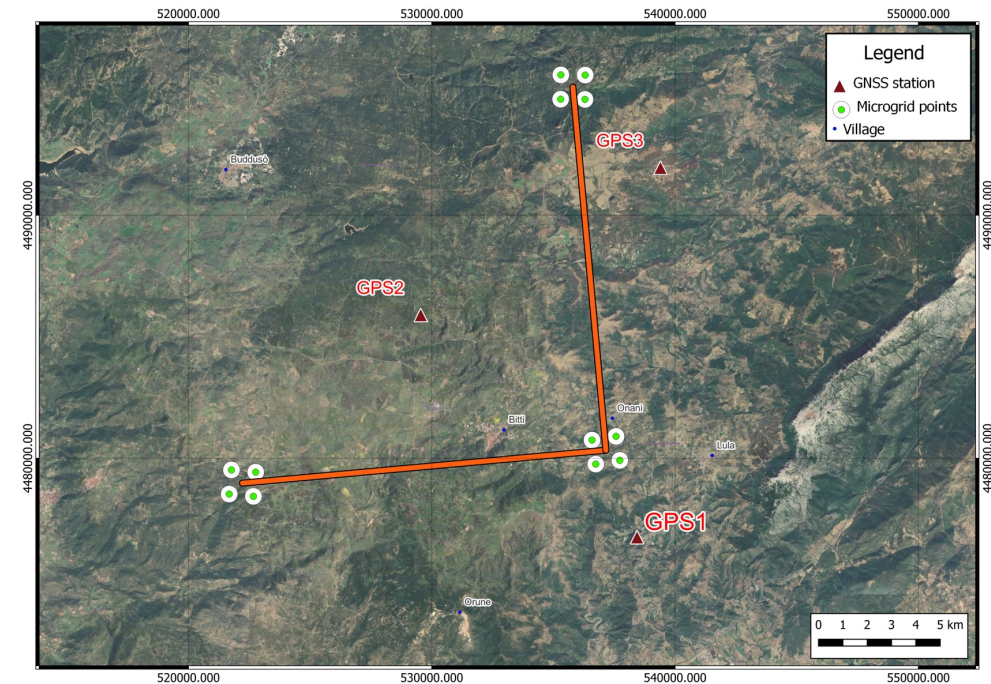 520000.000 530000.000 540000.000 550000.000
Legend
GNSS station
Microgrid points
Village
GPS3
Buddusò
4490000.000
4490000.000
GPS2
Onanì
Bitti
Lula
4480000.000
4480000.000
GPS1
Orune
0 1 2 3 4 5 km
520000.000 530000.000 540000.000 550000.000